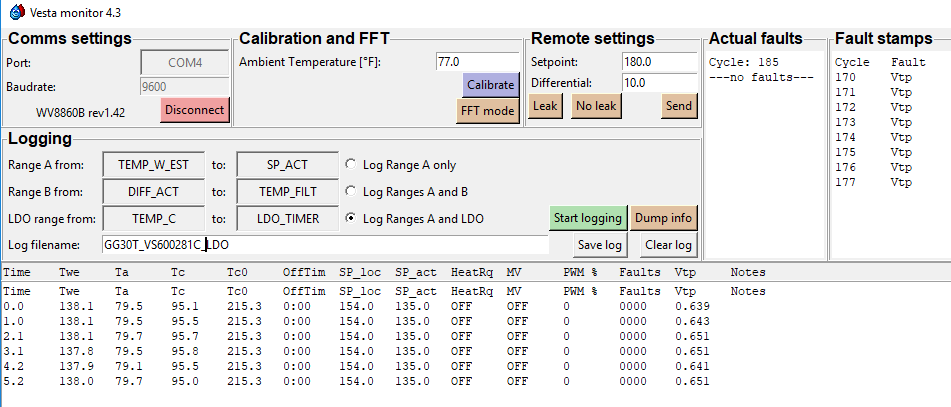 Vesta monitor 4.3
Comms settings
Port: COM4
Baudrate: 9600
WV8860B rev1.42 Disconnect
Calibration and FFT
Ambient Temperature [°F]: 77.0
Calibrate
FFT mode
Remote settings
Setpoint: 180.0
Differential: 10.0
Leak No leak Send
Actual faults
Cycle: 185
---no faults---
Fault stamps
Cycle Fault
170 Vtp
171 Vtp
172 Vtp
173 Vtp
174 Vtp
175 Vtp
176 Vtp
177 Vtp
Logging
Range A from: TEMP_W_EST to: SP_ACT Log Range A only
Range B from: DIFF_ACT to: TEMP_FILT Log Ranges A and B
LDO range from: TEMP_C to: LDO_TIMER Log Ranges A and LDO Start logging Dump info
Log filename: GG30T_VS600281C_LDO Save log Clear log
Time Twe Ta Tc Tc0 OffTim SP_loc SP_act HeatRq MV PWM % Faults Vtp Notes
Time Twe Ta Tc Tc0 OffTim SP_loc SP_act HeatRq MV PWM % Faults Vtp Notes
0.0 138.1 79.5 95.1 215.3 0:00 154.0 135.0 OFF OFF 0 0000 0.639
1.0 138.1 79.5 95.5 215.3 0:00 154.0 135.0 OFF OFF 0 0000 0.643
2.1 138.1 79.7 95.7 215.3 0:00 154.0 135.0 OFF OFF 0 0000 0.651
3.1 137.8 79.5 95.8 215.3 0:00 154.0 135.0 OFF OFF 0 0000 0.651
4.2 137.9 79.1 95.5 215.3 0:00 154.0 135.0 OFF OFF 0 0000 0.641
5.2 138.0 79.7 95.0 215.3 0:00 154.0 135.0 OFF OFF 0 0000 0.651